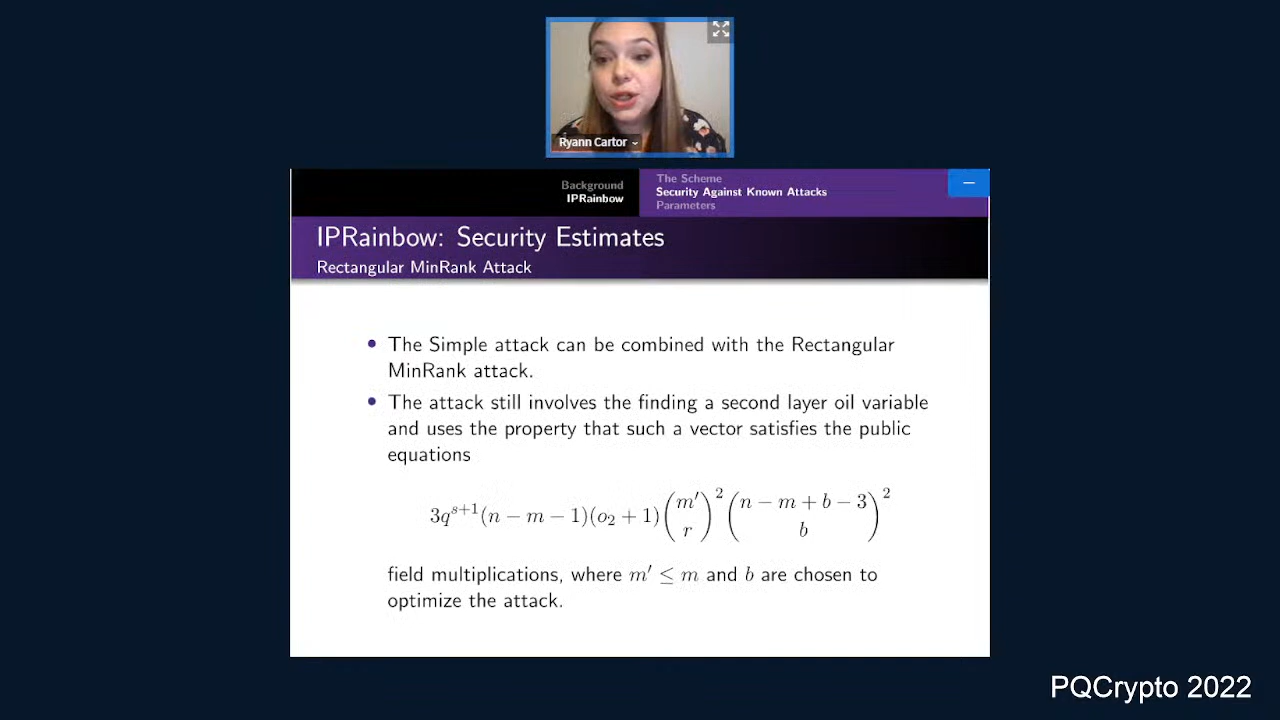 Ryann Cartor
Background
IPRainbow
The Scheme
Security Against Known Attacks
Parameters
IPRainbow: Security Estimates
Rectangular MinRank Attack
• The Simple attack can be combined with the Rectangular
MinRank attack.
• The attack still involves the finding a second layer oil variable
and uses the property that such a vector satisfies the public
equations
3q^{s+1}(n − m − 1)(o_2 + 1)\binom{m'}{r}^2\binom{n − m + b − 3}{b}^2
field multiplications, where m′ ≤ m and b are chosen to
optimize the attack.
PQCrypto 2022